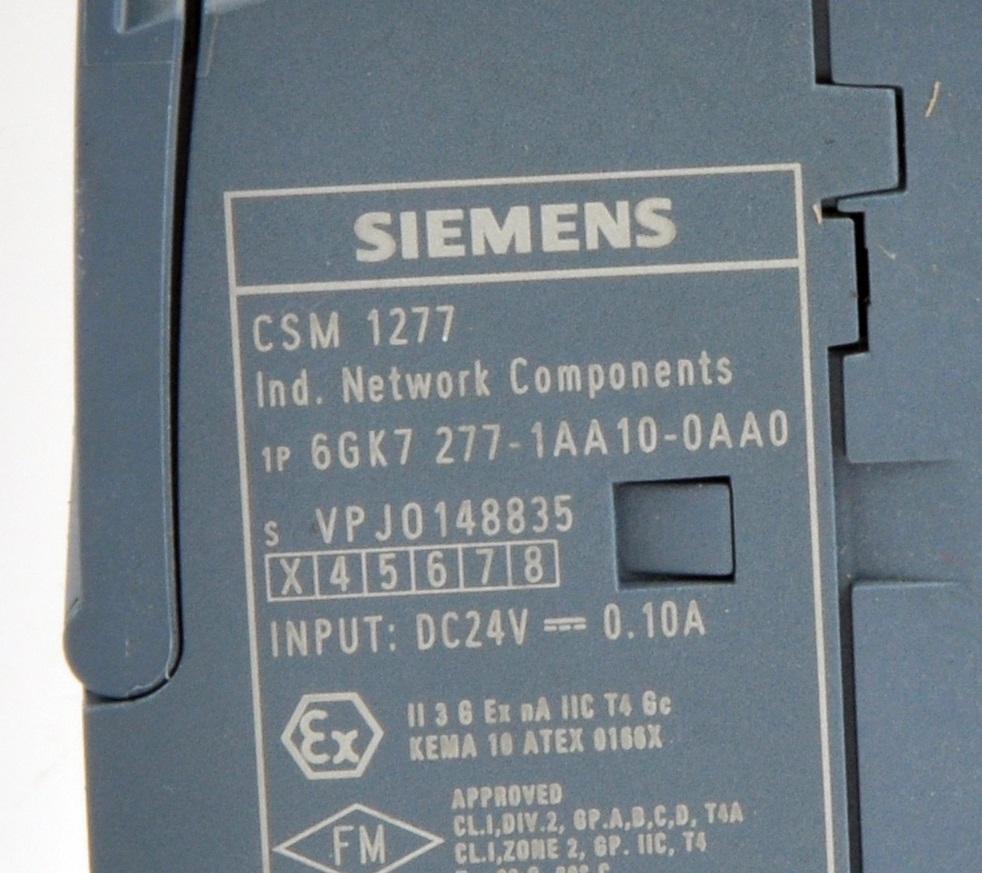 SIEMENS
CSM 1277
Ind. Network Components
1P 6GK7 277-1AA10-0AA0
S VPJ0148835
X 4 5 6 7 8
INPUT: DC24V ⎓ 0.10A
Ex II 3 G Ex nA IIC T4 Gc
KEMA 10 ATEX 0166X
APPROVED
CL.I,DIV.2, GP.A,B,C,D, T4A
FM CL.I,ZONE 2, GP. IIC, T4